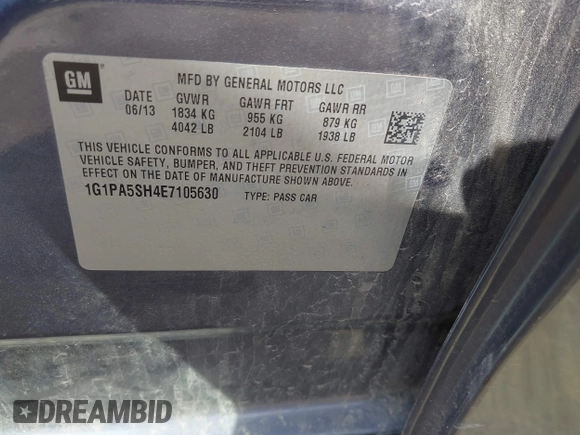 GM
MFD BY GENERAL MOTORS LLC
DATE GVWR GAWR FRT GAWR RR
06/13 1834 KG 955 KG 879 KG
4042 LB 2104 LB 1938 LB
THIS VEHICLE CONFORMS TO ALL APPLICABLE U.S. FEDERAL MOTOR
VEHICLE SAFETY, BUMPER, AND THEFT PREVENTION STANDARDS IN
EFFECT ON THE DATE OF MANUFACTURE SHOWN ABOVE.
1G1PA5SH4E7105630 TYPE: PASS CAR
DREAMBID